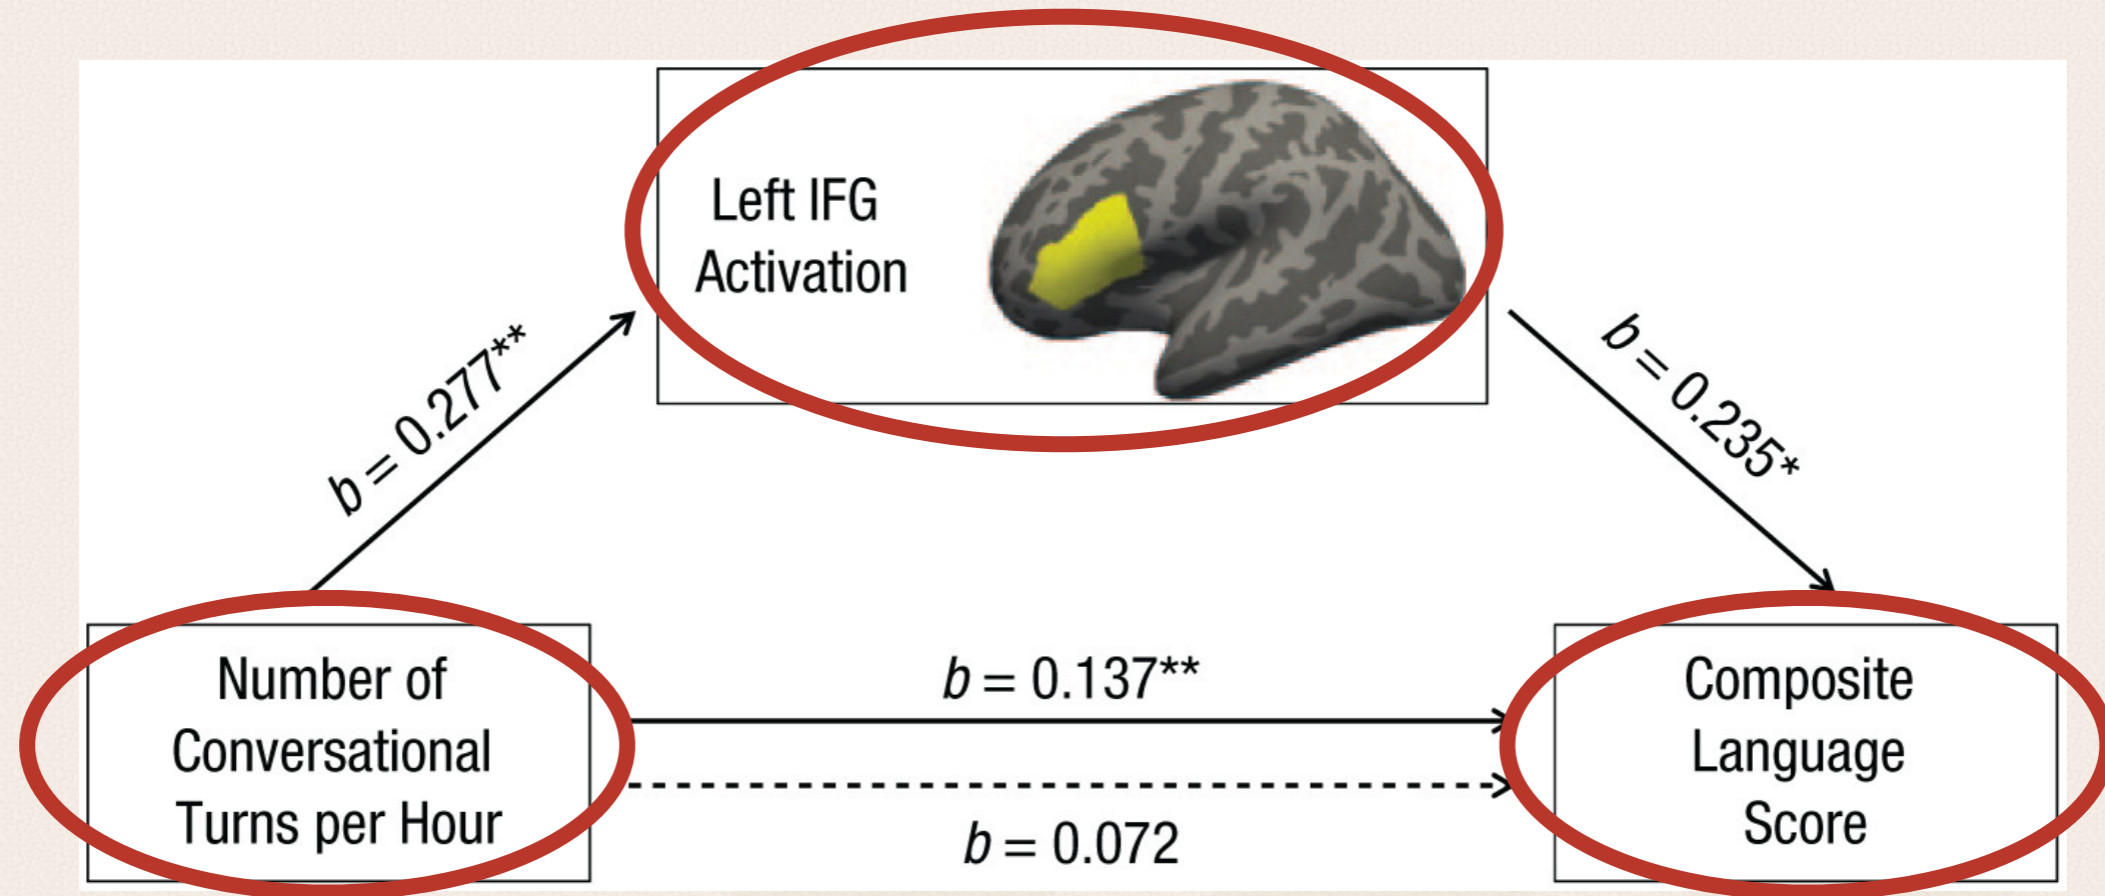 Left IFG
Activation
b = 0.277**
b = 0.235*
Number of
Conversational
Turns per Hour
b = 0.137**
b = 0.072
Composite
Language
Score